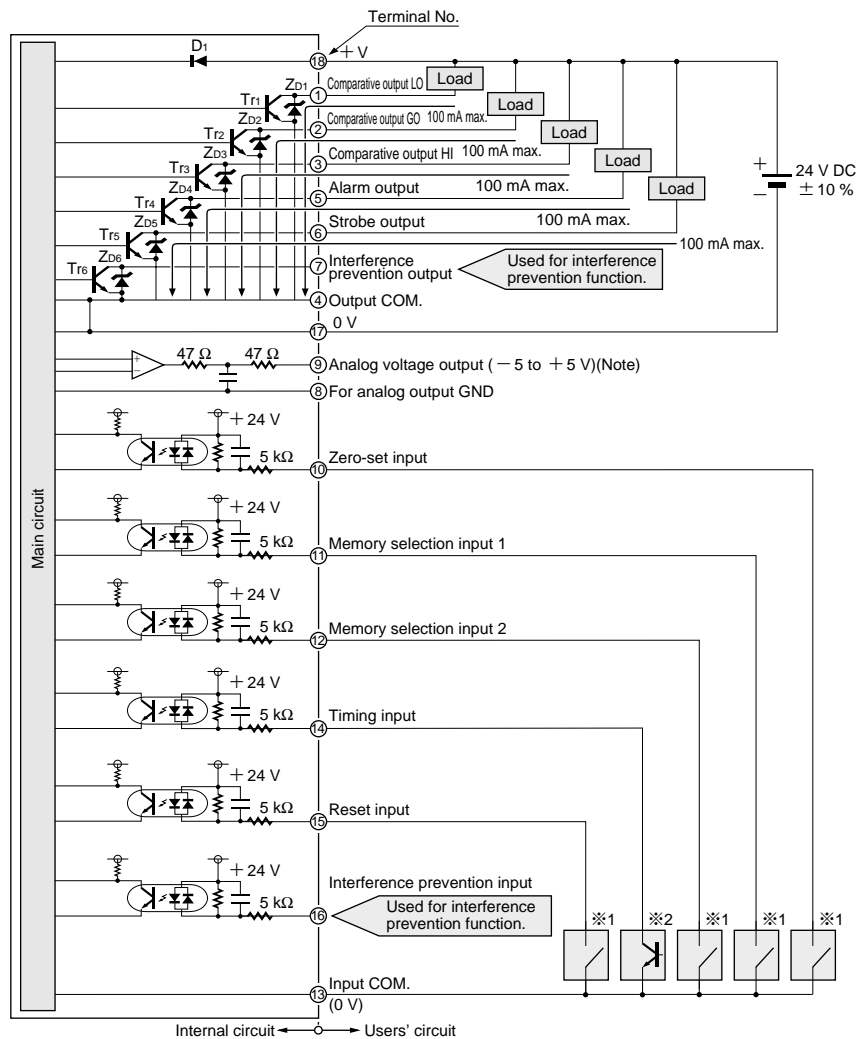 Terminal No.
D1
18 +V
ZD1 1 Comparative output LO Load
Tr1
ZD2 2 Comparative output GO 100 mA max. Load
Tr2
ZD3 3 Comparative output HI 100 mA max. Load
Tr3
ZD4 5 Alarm output 100 mA max. Load
Tr4
ZD5 6 Strobe output 100 mA max. Load
Tr5
100 mA max.
+
−
24 V DC
± 10 %
ZD6 7 Interference
prevention output
Tr6
Used for interference
prevention function.
4 Output COM.
17 0 V
+
−
47 Ω 47 Ω 9 Analog voltage output (−5 to +5 V)(Note)
8 For analog output GND
Main circuit
+24 V
5 kΩ
10 Zero-set input
+24 V
5 kΩ
11 Memory selection input 1
+24 V
5 kΩ
12 Memory selection input 2
+24 V
5 kΩ
14 Timing input
+24 V
5 kΩ
15 Reset input
+24 V
5 kΩ
16 Interference prevention input
Used for interference
prevention function.
※1 ※2 ※1 ※1 ※1
13 Input COM.
(0 V)
Internal circuit Users' circuit